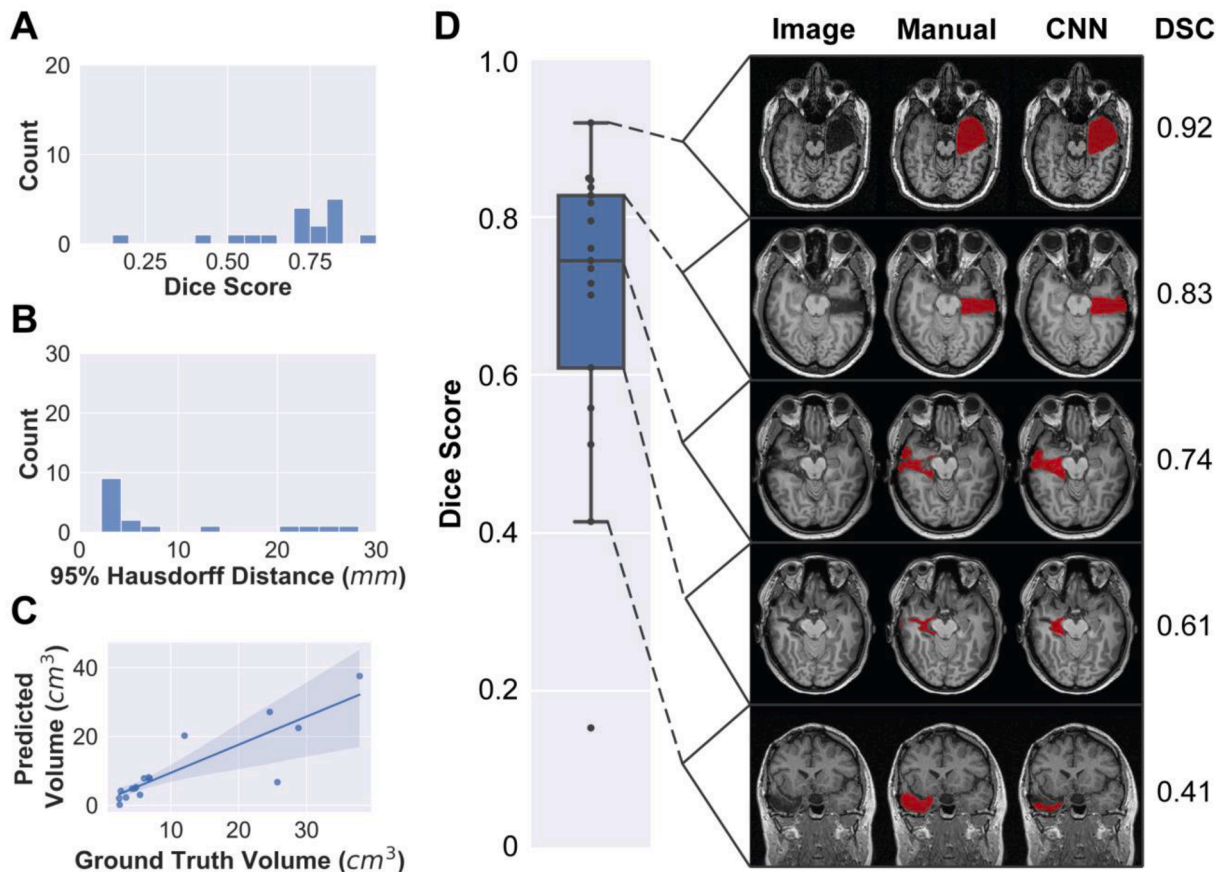 A
20
10
0
Count
0.25
0.75
Dice Score
B
30
20
10
0
Count
0
10
20
30
95% Hausdorff Distance (mm)
C
40
20
0
Predicted
Volume (cm³)
10
20
30
Ground Truth Volume (cm³)
D
1.0
0.8
0.6
0.4
0.2
0
Dice Score
Image Manual CNN DSC
0.92
0.83
0.74
0.61
0.41